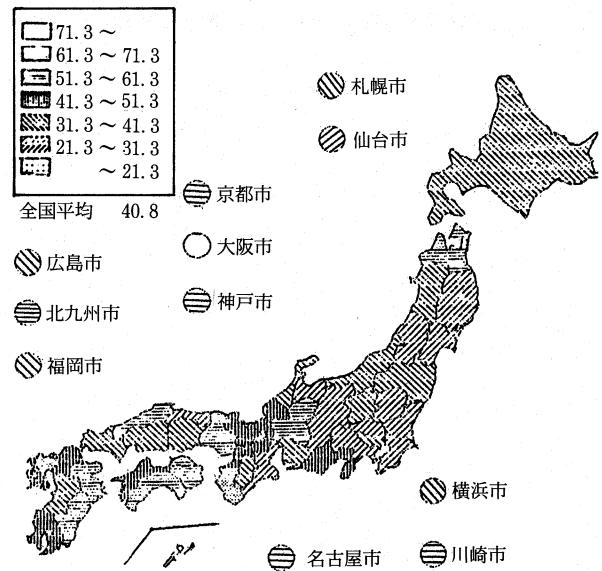 71.3～
61.3～71.3
51.3～61.3
41.3～51.3
31.3～41.3
21.3～31.3
～21.3
全国平均 40.8
札幌市
仙台市
京都市
大阪市
神戸市
広島市
北九州市
福岡市
横浜市
名古屋市
川崎市